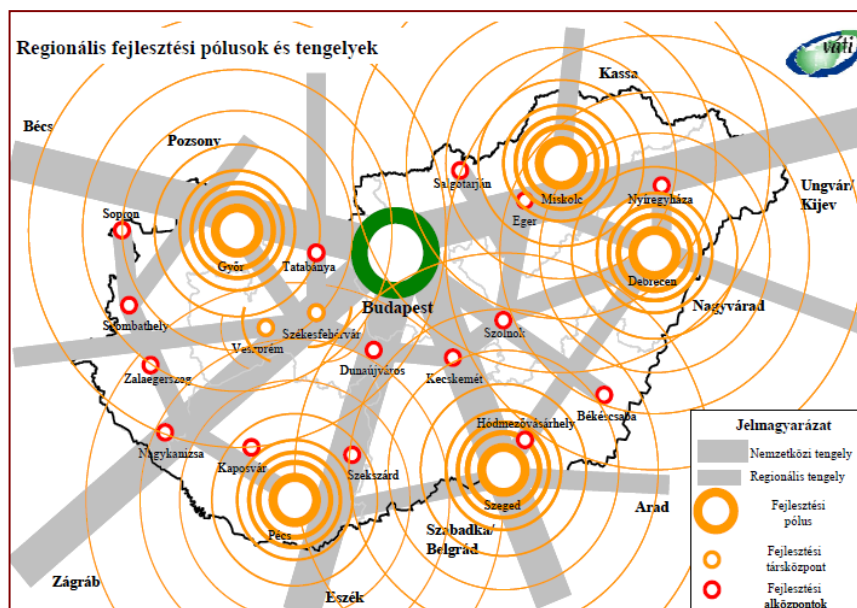 Regionális fejlesztési pólusok és tengelyek
váti
Kassa
Bécs
Pozsony
Ungvár/
Kijev
Salgótarján
Miskolc
Nyíregyháza
Eger
Sopron
Győr
Tatabánya
Debrecen
Budapest
Nagyvárad
Szombathely
Székesfehérvár
Veszprém
Szolnok
Zalaegerszeg
Dunaújváros
Kecskemét
Békéscsaba
Hódmezővásárhely
Nagykanizsa
Kaposvár
Szekszárd
Szeged
Pécs
Arad
Szabadka/
Belgrád
Zágráb
Eszék
Jelmagyarázat
Nemzetközi tengely
Regionális tengely
Fejlesztési
pólus
Fejlesztési
társközpont
Fejlesztési
alközpontok